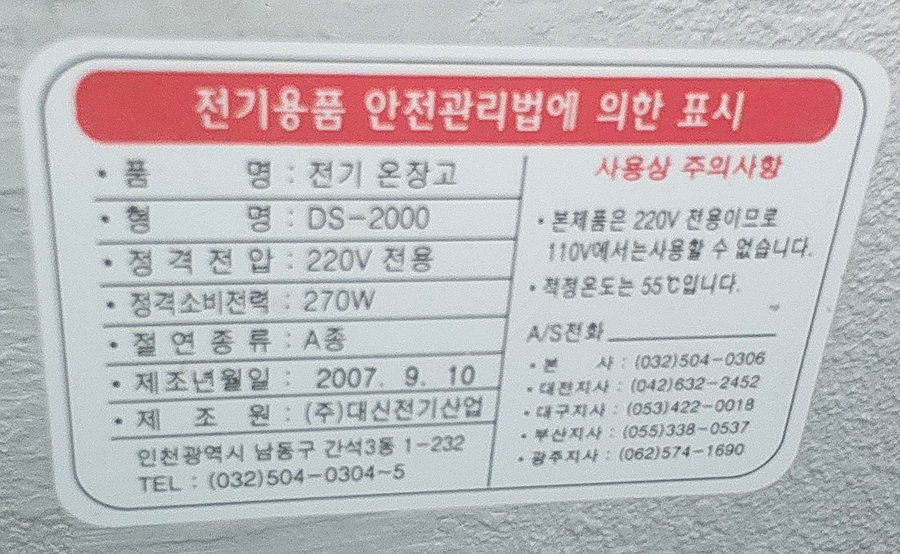 전기용품 안전관리법에 의한 표시
• 품 명 : 전기 온장고
• 형 명 : DS-2000
• 정 격 전 압 : 220V 전용
• 정격소비전력 : 270W
• 절 연 종 류 : A종
• 제조년월일 : 2007. 9. 10
• 제 조 원 : (주)대신전기산업
인천광역시 남동구 간석3동 1-232
TEL : (032)504-0304~5
사용상 주의사항
• 본제품은 220V 전용이므로
110V에서는사용할 수 없습니다.
• 적정온도는 55℃입니다.
A/S전화
• 본 사 : (032)504-0306
• 대전지사 : (042)632-2452
• 대구지사 : (053)422-0018
• 부산지사 : (055)338-0537
• 광주지사 : (062)574-1690